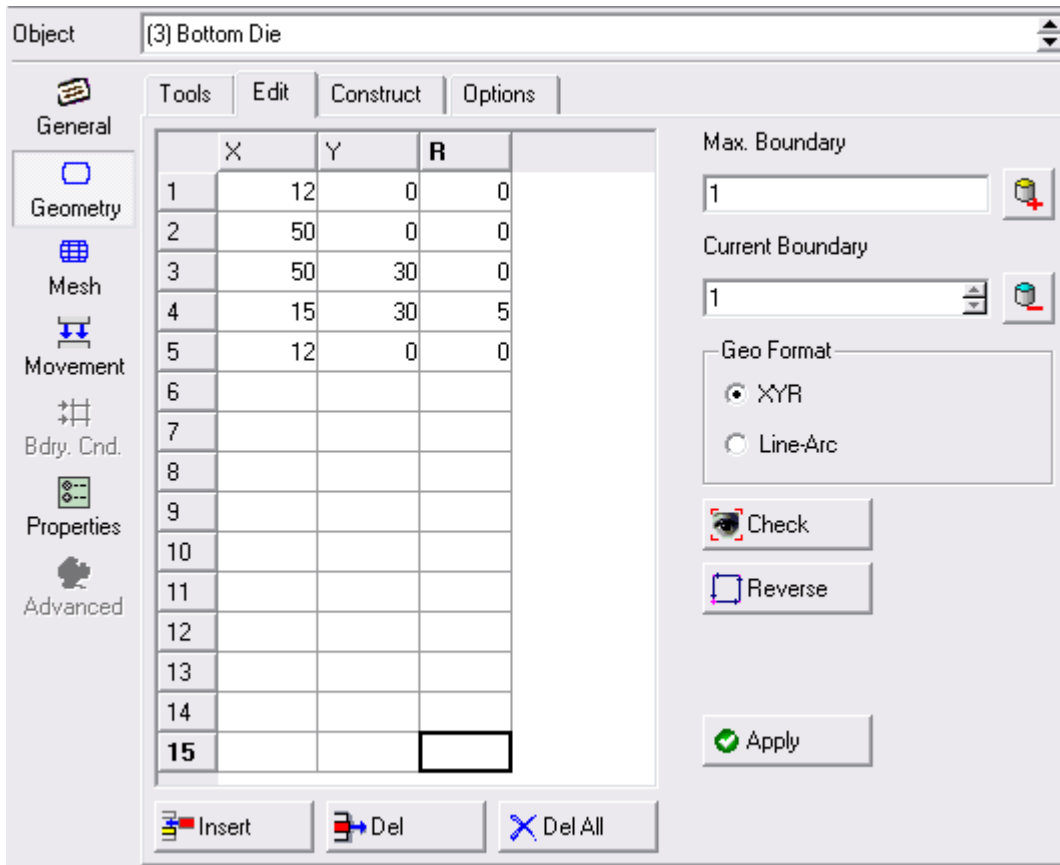 Object (3) Bottom Die
General
Geometry
Mesh
Movement
Bdry. Cnd.
Properties
Advanced
Tools Edit Construct Options
X Y R
1 12 0 0
2 50 0 0
3 50 30 0
4 15 30 5
5 12 0 0
6
7
8
9
10
11
12
13
14
15
Insert Del Del All
Max. Boundary
1
Current Boundary
1
Geo Format
XYR
Line-Arc
Check
Reverse
Apply